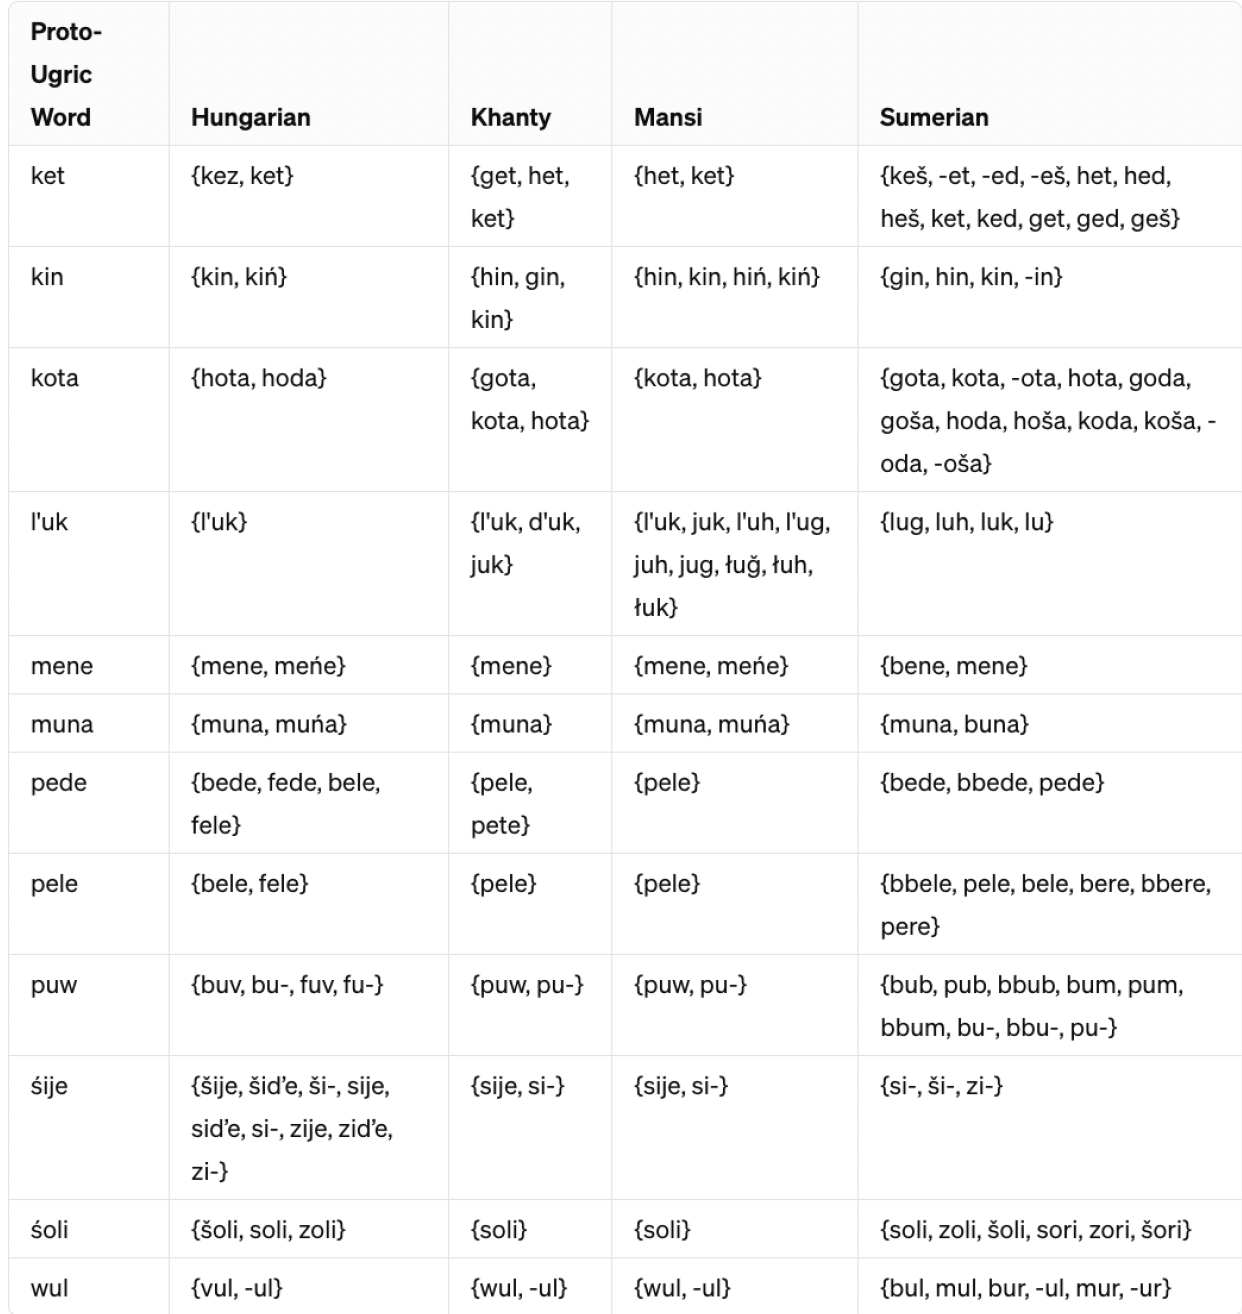 Proto-
Ugric
Word Hungarian Khanty Mansi Sumerian
ket {kez, ket} {get, het, {het, ket} {keš, -et, -ed, -eš, het, hed,
ket} heš, ket, ked, get, ged, geš}
kin {kin, kiń} {hin, gin, {hin, kin, hiń, kiń} {gin, hin, kin, -in}
kin}
kota {hota, hoda} {gota, {kota, hota} {gota, kota, -ota, hota, goda,
kota, hota} goša, hoda, hoša, koda, koša, -
oda, -oša}
l'uk {l'uk} {l'uk, d'uk, {l'uk, juk, l'uh, l'ug, {lug, luh, luk, lu}
juk} juh, jug, łuğ, łuh,
łuk}
mene {mene, meńe} {mene} {mene, meńe} {bene, mene}
muna {muna, muńa} {muna} {muna, muńa} {muna, buna}
pede {bede, fede, bele, {pele, {pele} {bede, bbede, pede}
fele} pete}
pele {bele, fele} {pele} {pele} {bbele, pele, bele, bere, bbere,
pere}
puw {buv, bu-, fuv, fu-} {puw, pu-} {puw, pu-} {bub, pub, bbub, bum, pum,
bbum, bu-, bbu-, pu-}
śije {šije, šid’e, ši-, sije, {sije, si-} {sije, si-} {si-, ši-, zi-}
sid’e, si-, zije, zid’e,
zi-}
śoli {šoli, soli, zoli} {soli} {soli} {soli, zoli, šoli, sori, zori, šori}
wul {vul, -ul} {wul, -ul} {wul, -ul} {bul, mul, bur, -ul, mur, -ur}